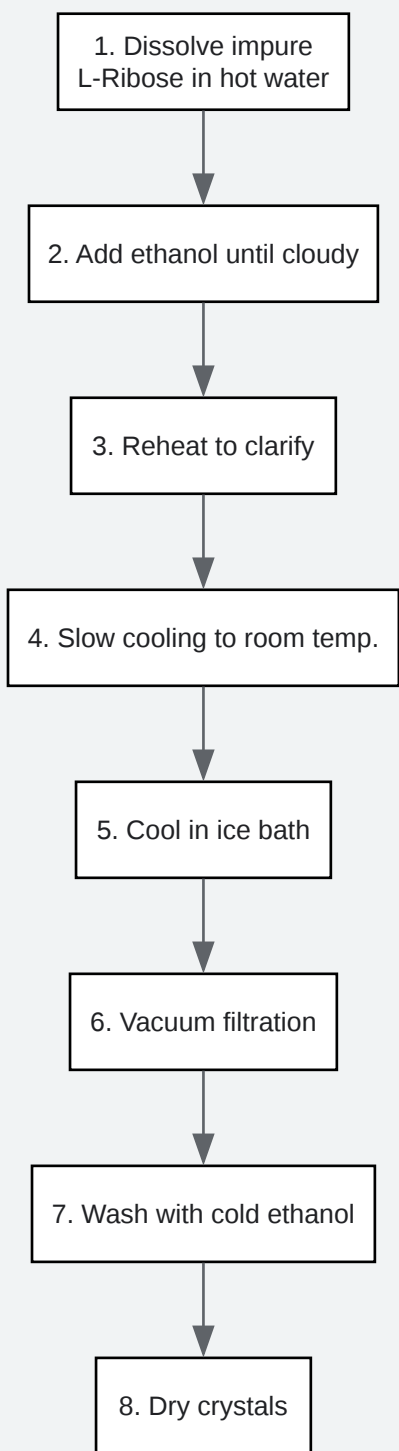 1. Dissolve impure
L-Ribose in hot water
2. Add ethanol until cloudy
3. Reheat to clarify
4. Slow cooling to room temp.
5. Cool in ice bath
6. Vacuum filtration
7. Wash with cold ethanol
8. Dry crystals